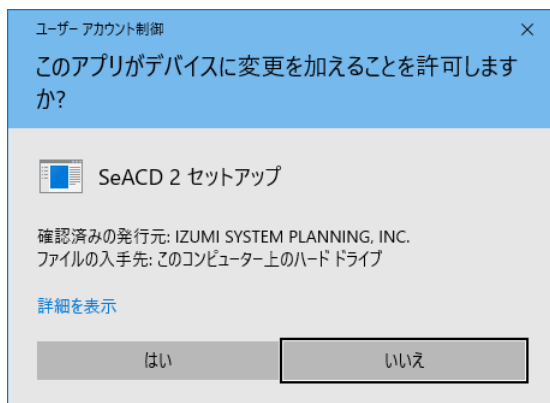 ユーザー アカウント制御
このアプリがデバイスに変更を加えることを許可します
か?
SeACD 2 セットアップ
確認済みの発行元: IZUMI SYSTEM PLANNING, INC.
ファイルの入手先: このコンピューター上のハード ドライブ
詳細を表示
はい
いいえ